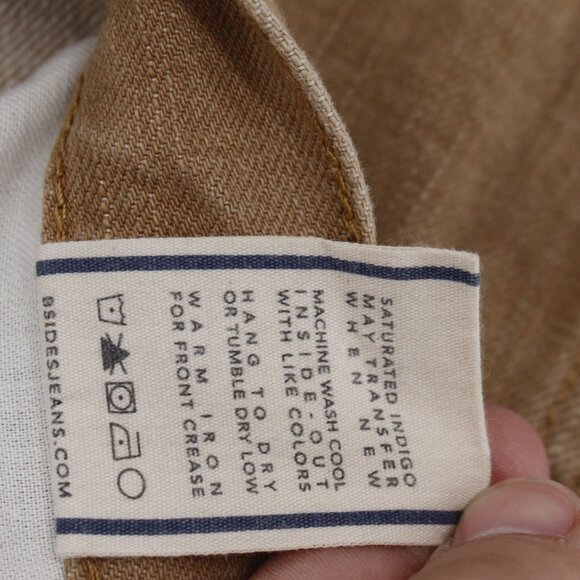 SATURATED INDIGO
MAY TRANSFER
WHEN NEW
MACHINE WASH COOL
INSIDE-OUT
WITH LIKE COLORS
HANG TO DRY
OR TUMBLE DRY LOW
WARM IRON
FOR FRONT CREASE
BSIDESJEANS.COM